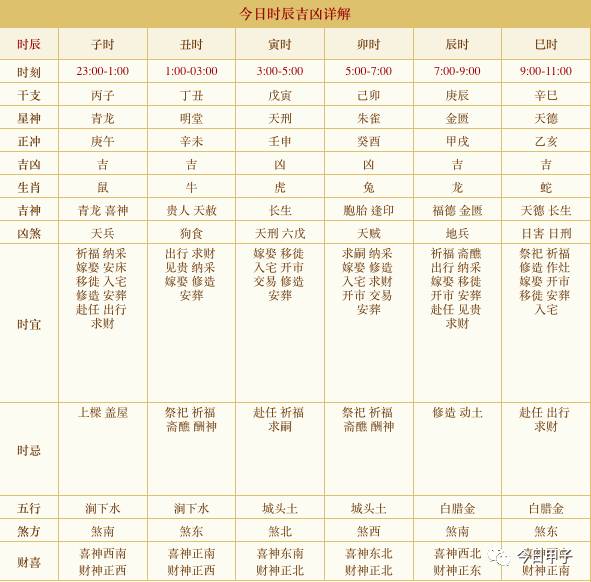 今日时辰吉凶详解
时辰 子时 丑时 寅时 卯时 辰时 巳时
时刻 23:00-1:00 1:00-03:00 3:00-5:00 5:00-7:00 7:00-9:00 9:00-11:00
干支 丙子 丁丑 戊寅 己卯 庚辰 辛巳
星神 青龙 明堂 天刑 朱雀 金匮 天德
正冲 庚午 辛未 壬申 癸酉 甲戌 乙亥
吉凶 吉 吉 凶 凶 吉 吉
生肖 鼠 牛 虎 兔 龙 蛇
吉神 青龙 喜神 贵人 天赦 长生 胞胎 逢印 福德 金匮 天德 长生
凶煞 天兵 狗食 天刑 六戊 天贼 地兵 日害 日刑
时宜
祈福 纳采
嫁娶 安床
移徙 入宅
修造 安葬
赴任 出行
求财
出行 求财
见贵 纳采
嫁娶 修造
安葬
嫁娶 移徙
入宅 开市
交易 修造
安葬
求嗣 纳采
嫁娶 修造
入宅 求财
开市 交易
安葬
祈福 斋醮
出行 纳采
嫁娶 移徙
开市 安葬
赴任 见贵
求财
祭祀 祈福
修造 作灶
嫁娶 开市
移徙 安葬
入宅
时忌
上樑 盖屋
祭祀 祈福
斋醮 酬神
赴任 祈福
求嗣
祭祀 祈福
斋醮 酬神
修造 动土
赴任 出行
求财
五行 涧下水 涧下水 城头土 城头土 白腊金 白腊金
煞方 煞南 煞东 煞北 煞西 煞南 煞东
财喜
喜神西南 喜神正南 喜神东南 喜神东北 喜神西北 喜神正南
财神正西 财神正西 财神正北 财神正北 财神正东 财神正南
今日甲子